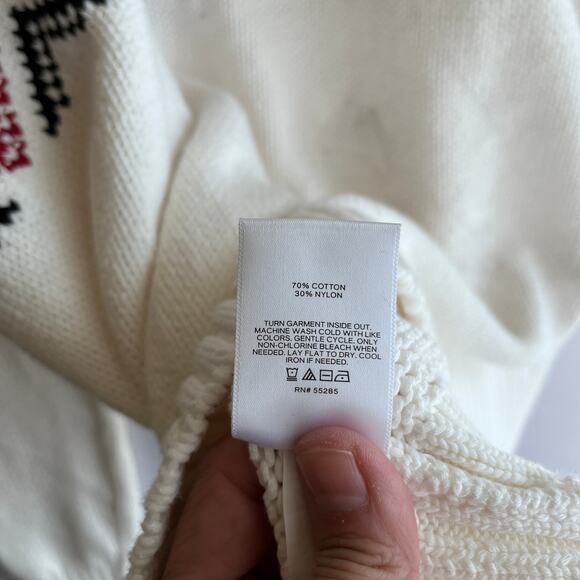 70% COTTON
30% NYLON
TURN GARMENT INSIDE OUT.
MACHINE WASH COLD WITH LIKE
COLORS. GENTLE CYCLE. ONLY
NON-CHLORINE BLEACH WHEN
NEEDED. LAY FLAT TO DRY. COOL
IRON IF NEEDED.
RN# 55285